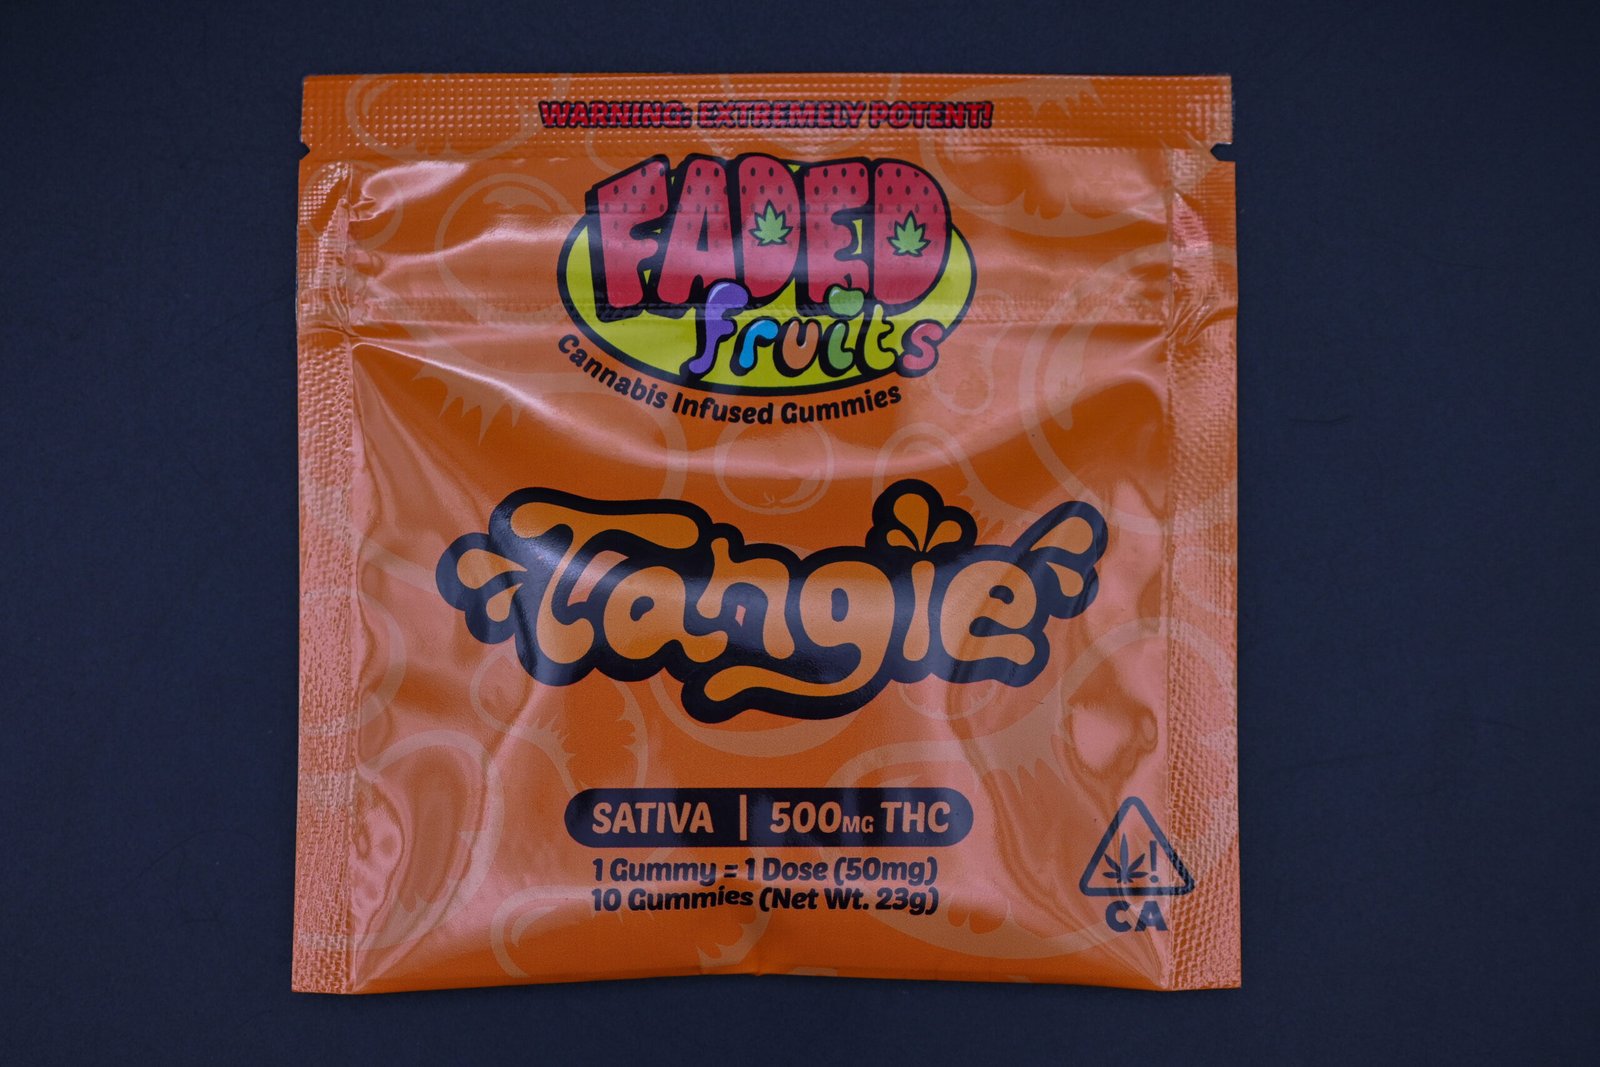 WARNING: EXTREMELY POTENT!
FADED
fruits
Cannabis Infused Gummies
Tangie
SATIVA | 500MG THC
1 Gummy = 1 Dose (50mg)
10 Gummies (Net Wt. 23g)
!
CA